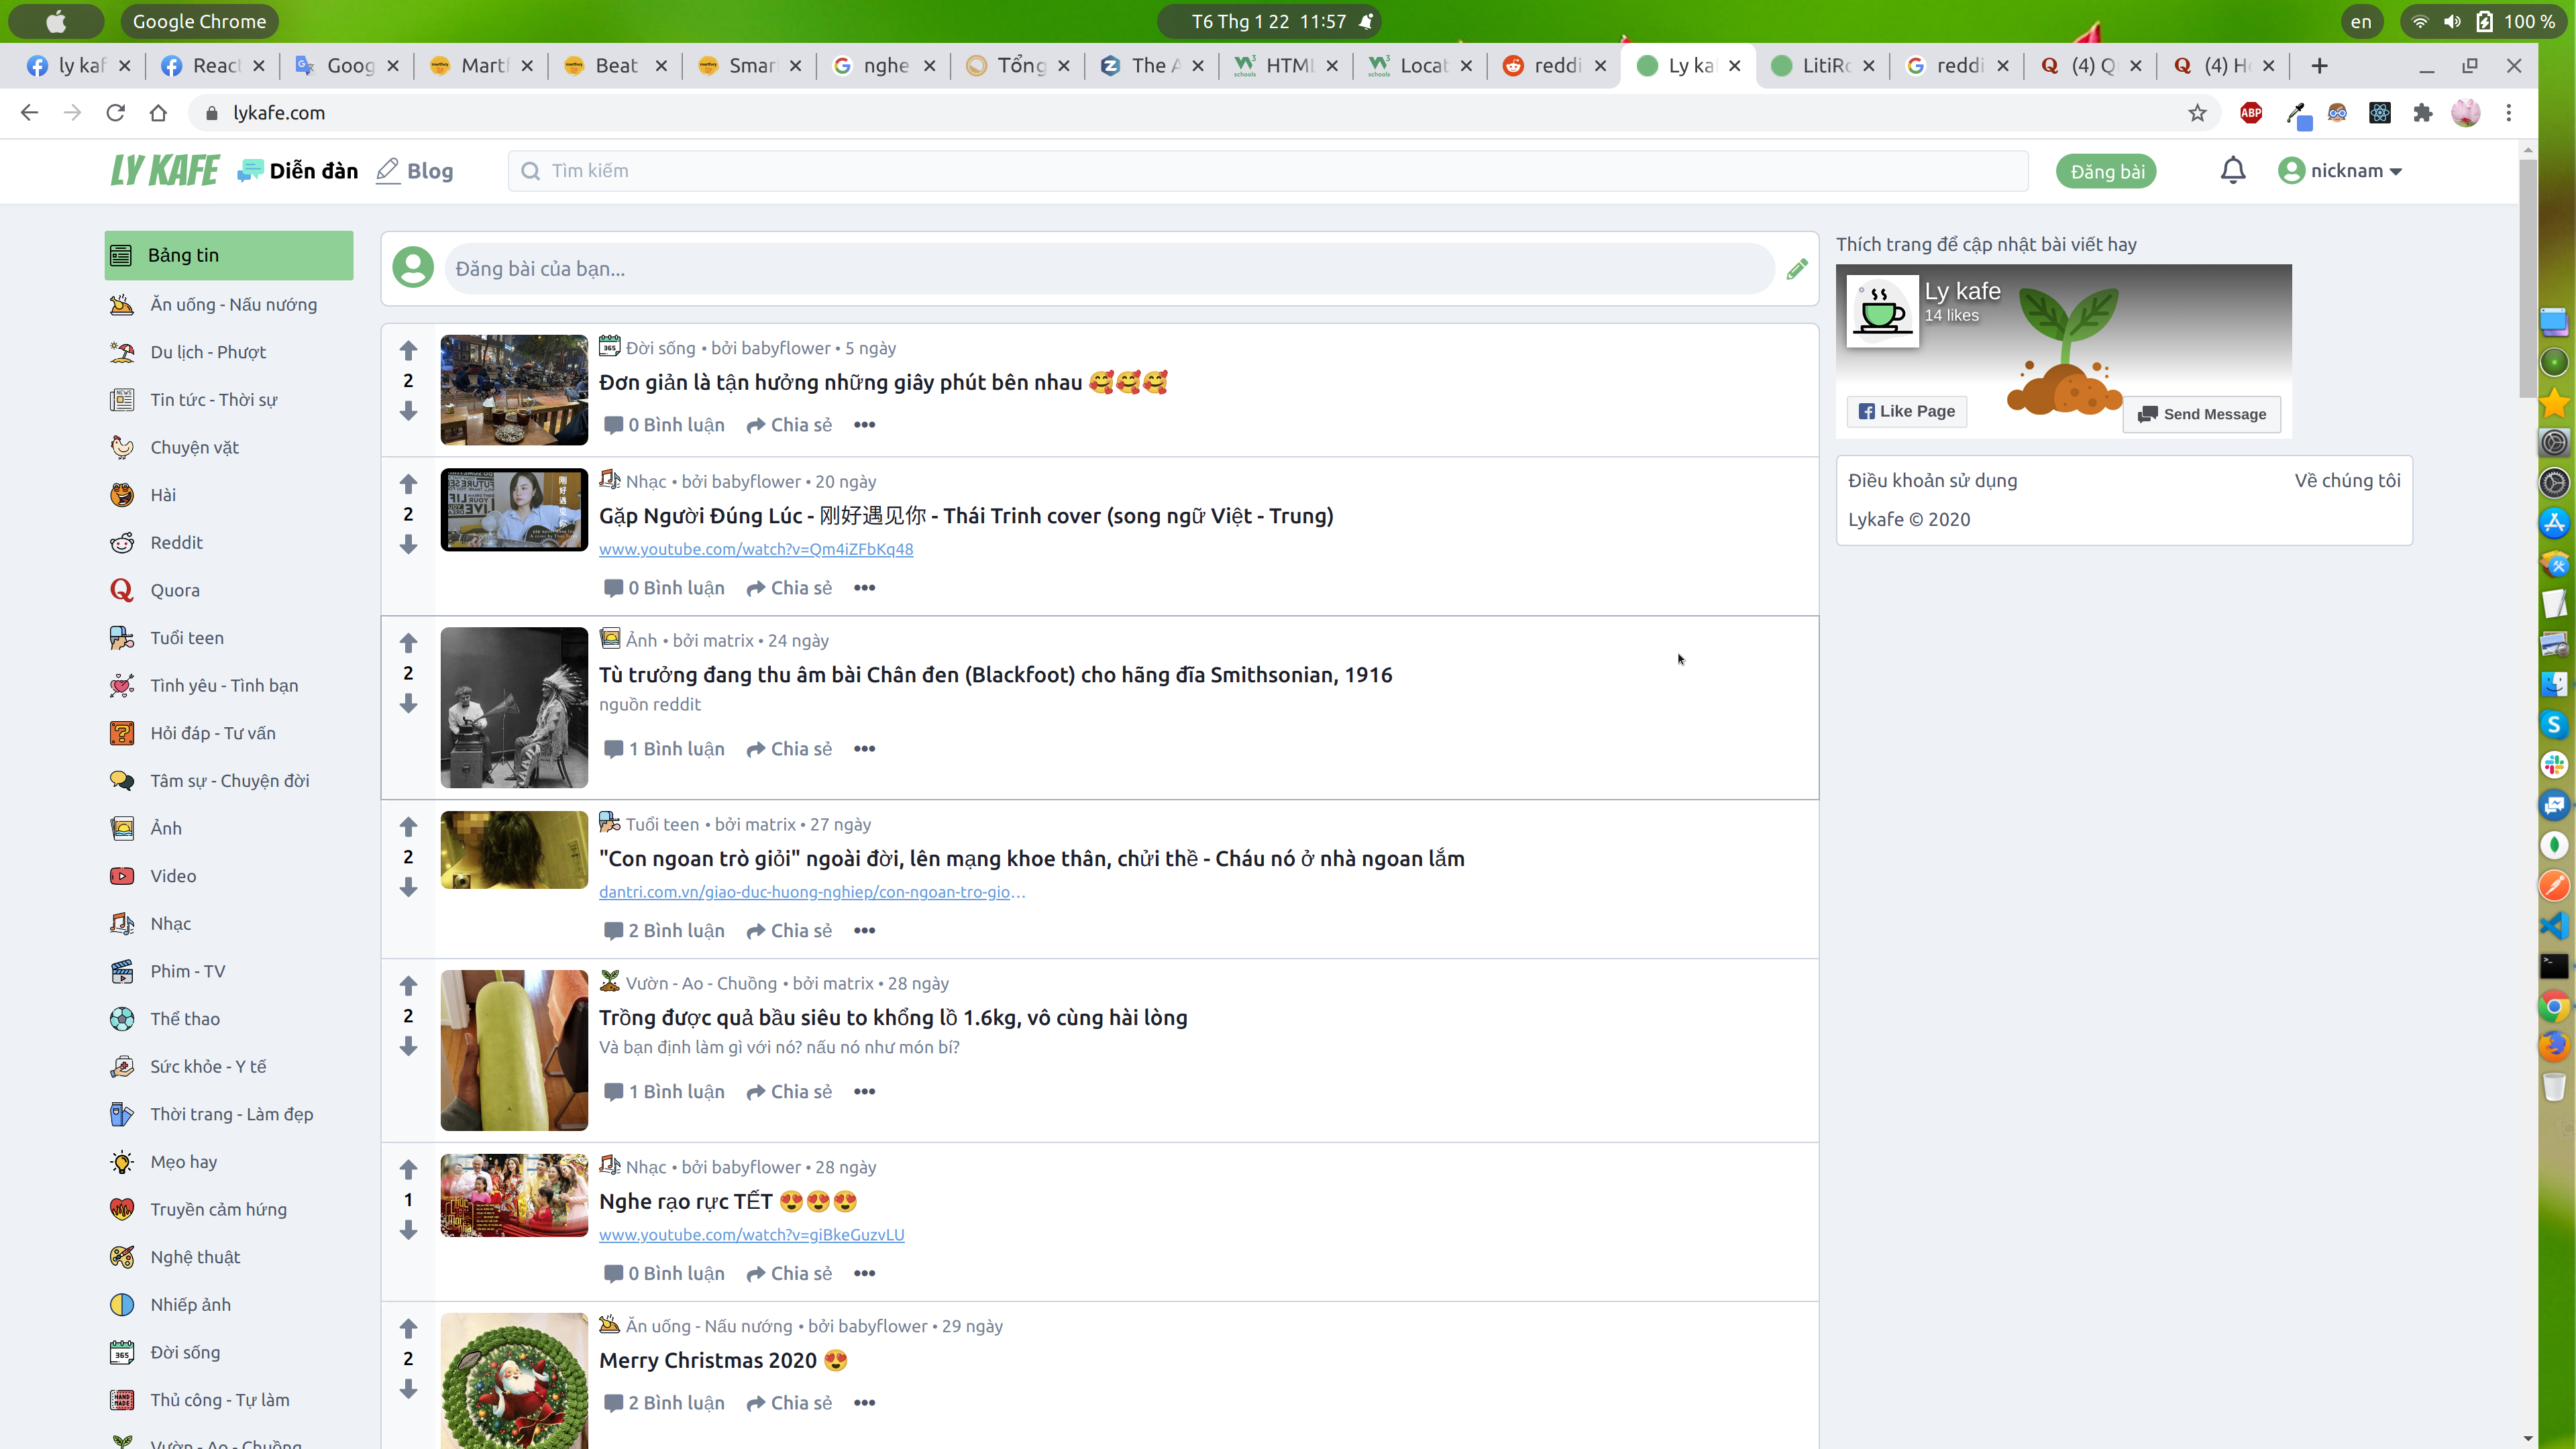 Google Chrome
T6 Thg 1 22 11:57
en
100 %
ly kaf
React
Goog
Martf
Beat
Smar
nghe
Tổng
The A
HTML
Locat
reddi
Ly ka
LitiRo
reddi
(4) Q
(4) H
lykafe.com
ABP
LY KAFE
Diễn đàn
Blog
Tìm kiếm
Đăng bài
nicknam
Bảng tin
Ăn uống - Nấu nướng
Du lịch - Phượt
Tin tức - Thời sự
Chuyện vặt
Hài
Reddit
Quora
Tuổi teen
Tình yêu - Tình bạn
Hỏi đáp - Tư vấn
Tâm sự - Chuyện đời
Ảnh
Video
Nhạc
Phim - TV
Thể thao
Sức khỏe - Y tế
Thời trang - Làm đẹp
Mẹo hay
Truyền cảm hứng
Nghệ thuật
Nhiếp ảnh
Đời sống
Thủ công - Tự làm
Vườn - Ao - Chuồng
Đăng bài của bạn...
2
Đời sống • bởi babyflower • 5 ngày
Đơn giản là tận hưởng những giây phút bên nhau 🥰🥰🥰
0 Bình luận
Chia sẻ
2
Nhạc • bởi babyflower • 20 ngày
Gặp Người Đúng Lúc - 刚好遇见你 - Thái Trinh cover (song ngữ Việt - Trung)
www.youtube.com/watch?v=Qm4iZFbKq48
0 Bình luận
Chia sẻ
2
Ảnh • bởi matrix • 24 ngày
Tù trưởng đang thu âm bài Chân đen (Blackfoot) cho hãng đĩa Smithsonian, 1916
nguồn reddit
1 Bình luận
Chia sẻ
2
Tuổi teen • bởi matrix • 27 ngày
"Con ngoan trò giỏi" ngoài đời, lên mạng khoe thân, chửi thề - Cháu nó ở nhà ngoan lắm
dantri.com.vn/giao-duc-huong-nghiep/con-ngoan-tro-gio…
2 Bình luận
Chia sẻ
2
Vườn - Ao - Chuồng • bởi matrix • 28 ngày
Trồng được quả bầu siêu to khổng lồ 1.6kg, vô cùng hài lòng
Và bạn định làm gì với nó? nấu nó như món bí?
1 Bình luận
Chia sẻ
1
Nhạc • bởi babyflower • 28 ngày
Nghe rạo rực TẾT 😍😍😍
www.youtube.com/watch?v=giBkeGuzvLU
0 Bình luận
Chia sẻ
2
Ăn uống - Nấu nướng • bởi babyflower • 29 ngày
Merry Christmas 2020 😍
2 Bình luận
Chia sẻ
Thích trang để cập nhật bài viết hay
Ly kafe
14 likes
Like Page
Send Message
Điều khoản sử dụng
Về chúng tôi
Lykafe © 2020